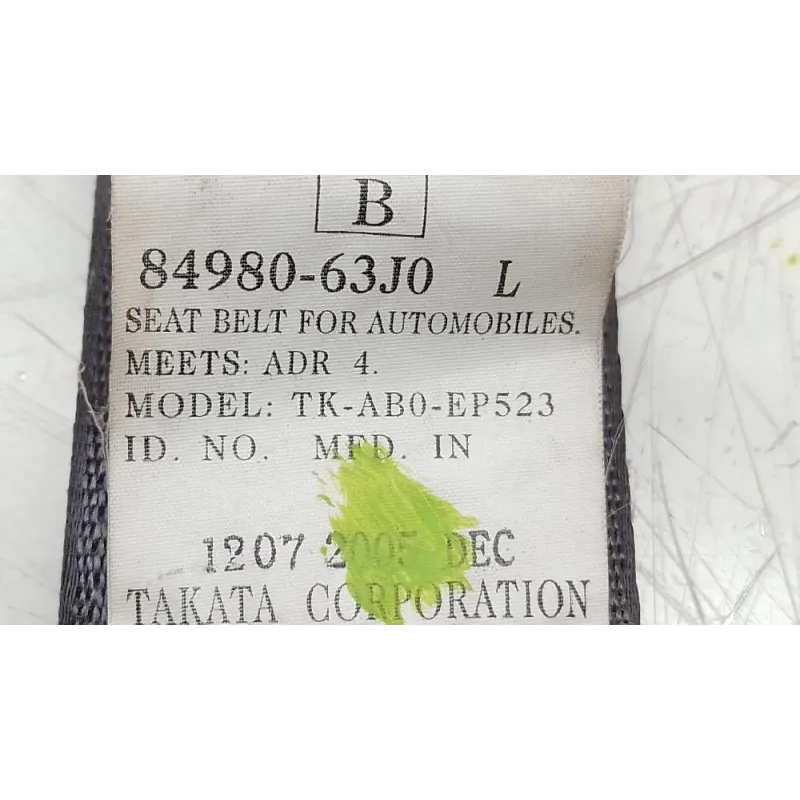 B
84980-63J0 L
SEAT BELT FOR AUTOMOBILES.
MEETS: ADR 4.
MODEL: TK-AB0-EP523
ID. NO. MFD. IN
1207 2005 DEC
TAKATA CORPORATION